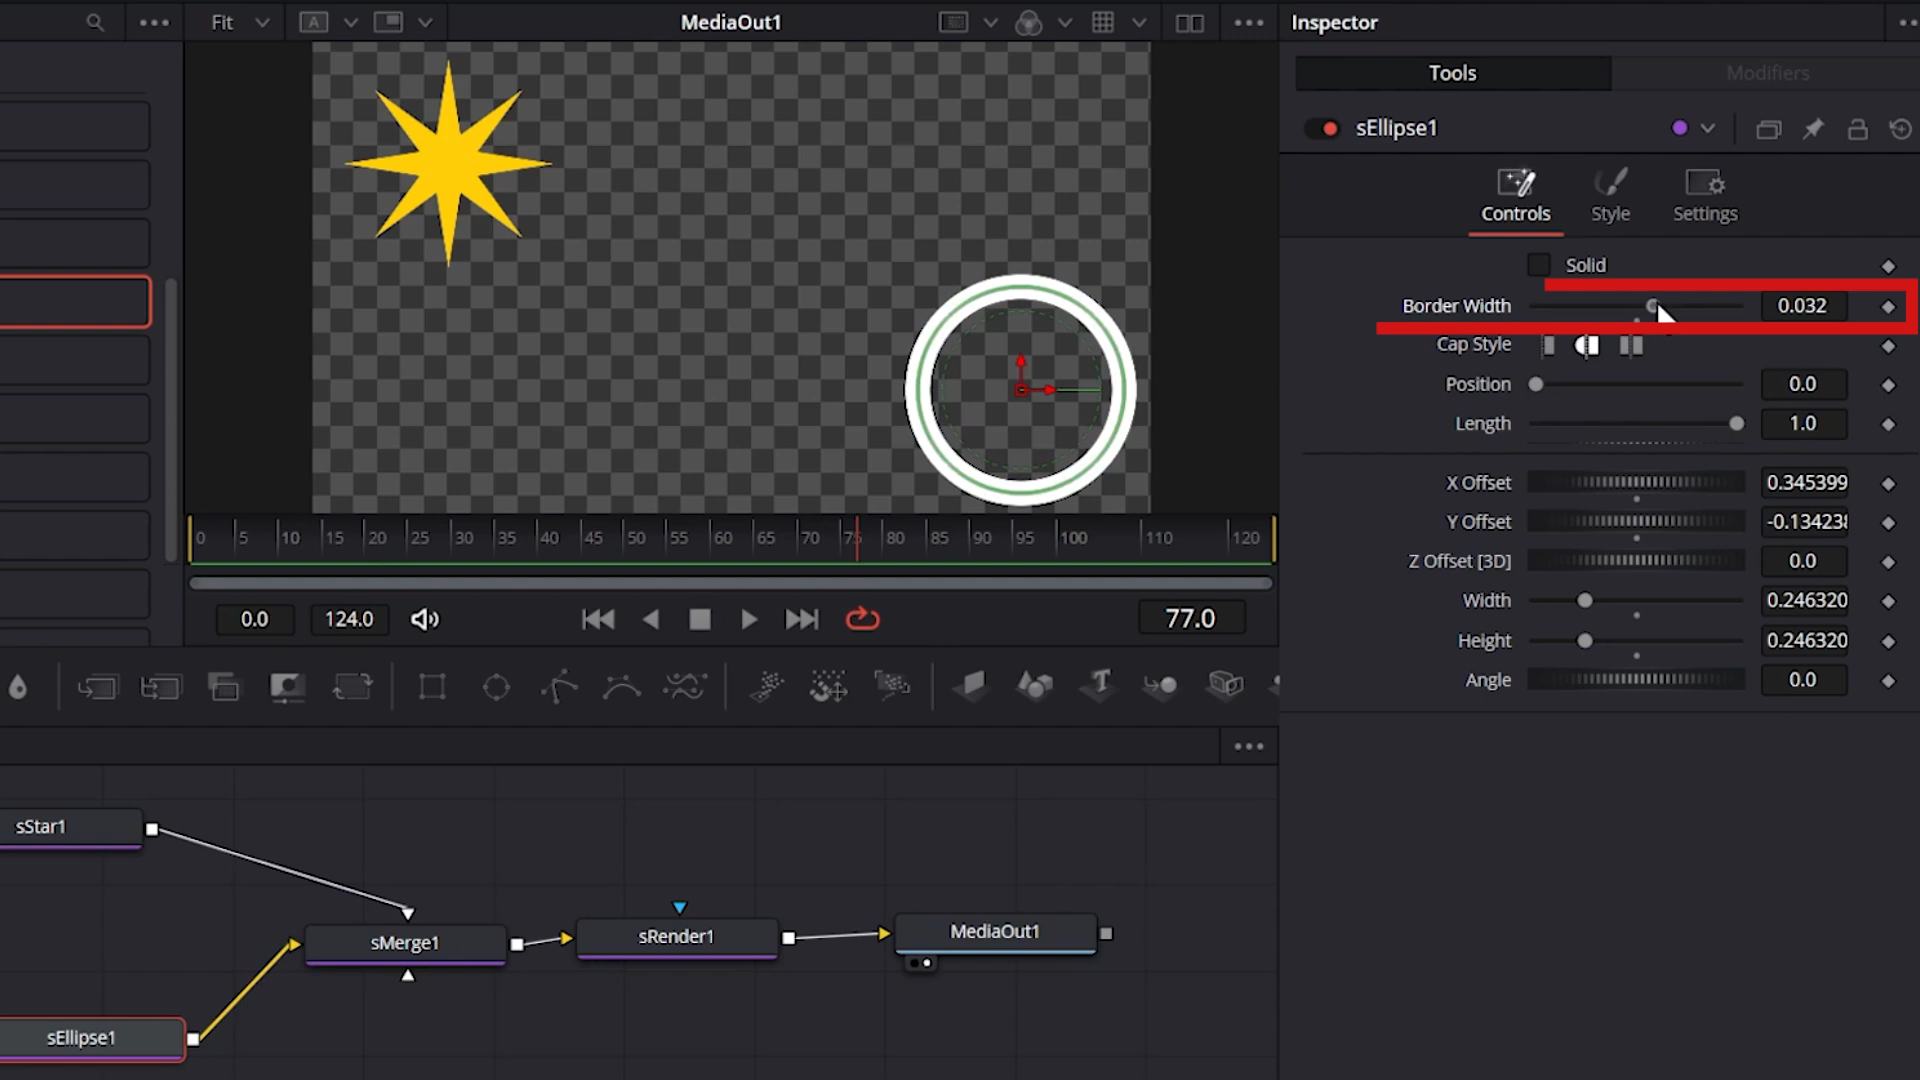 Fit
A
MediaOut1
Inspector
Tools
Modifiers
sEllipse1
Controls
Style
Settings
Solid
Border Width
0.032
Cap Style
Position
0.0
Length
1.0
X Offset
0.345399
Y Offset
-0.13423
Z Offset [3D]
0.0
Width
0.246320
Height
0.246320
Angle
0.0
0 5 10 15 20 25 30 35 40 45 50 55 60 65 70 75 80 85 90 95 100 110 120
0.0
124.0
77.0
T
sStar1
sMerge1
sRender1
MediaOut1
sEllipse1